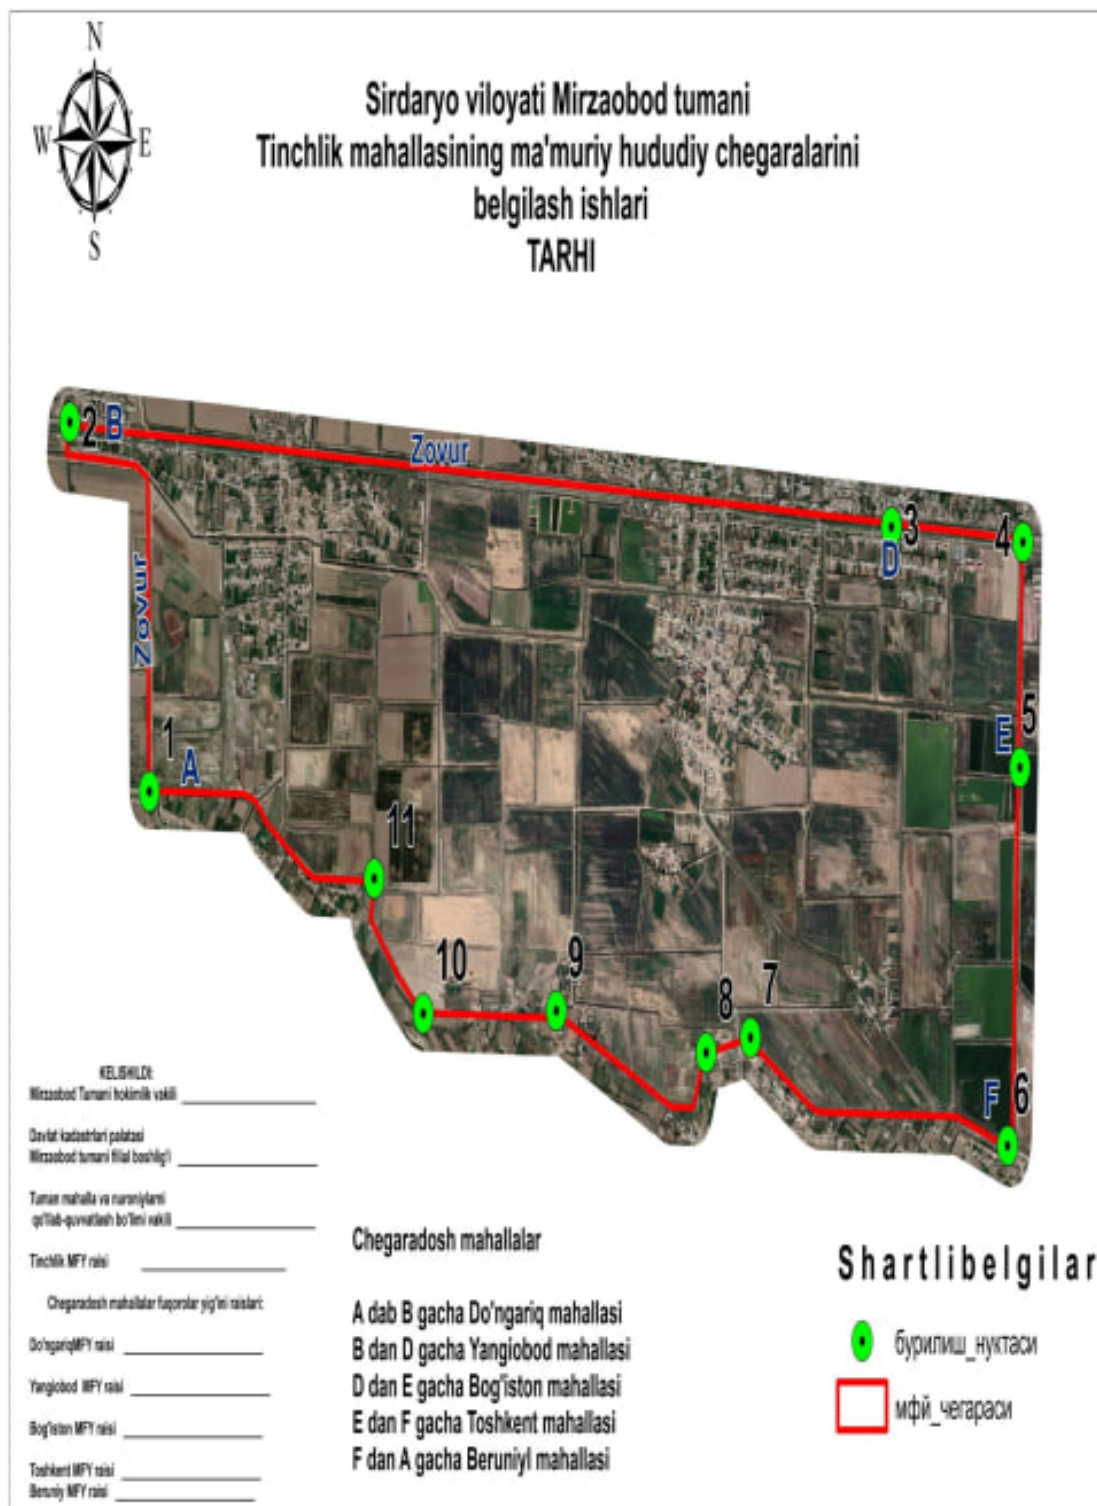 N
W E
S
Sirdaryo viloyati Mirzaobod tumani
Tinchlik mahallasining ma'muriy hududiy chegaralarini
belgilash ishlari
TARHI
2 B
Zovur
3
D
4
Zovur
1
A
5
E
11
10
9
8
7
F 6
KELISHILDI:
Mirzaobod Tumani hokimlik vakili
Davlat kadastrlari palatasi
Mirzaobod tumani filial boshlig'i
Tuman mahalla va nuroniylarni
qo'llab-quvvatlash bo'limi vakili
Tinchlik MFY raisi
Chegaradosh mahallalar fuqorolar yig'ini raislari:
Do'ngariqMFY raisi
Yangiobod MFY raisi
Bog'iston MFY raisi
Toshkent MFY raisi
Beruniy MFY raisi
Chegaradosh mahallalar
A dab B gacha Do'ngariq mahallasi
B dan D gacha Yangiobod mahallasi
D dan E gacha Bog'iston mahallasi
E dan F gacha Toshkent mahallasi
F dan A gacha Beruniyl mahallasi
Shartlibelgilar
бурилиш_нуктаси
мфй_чегараси